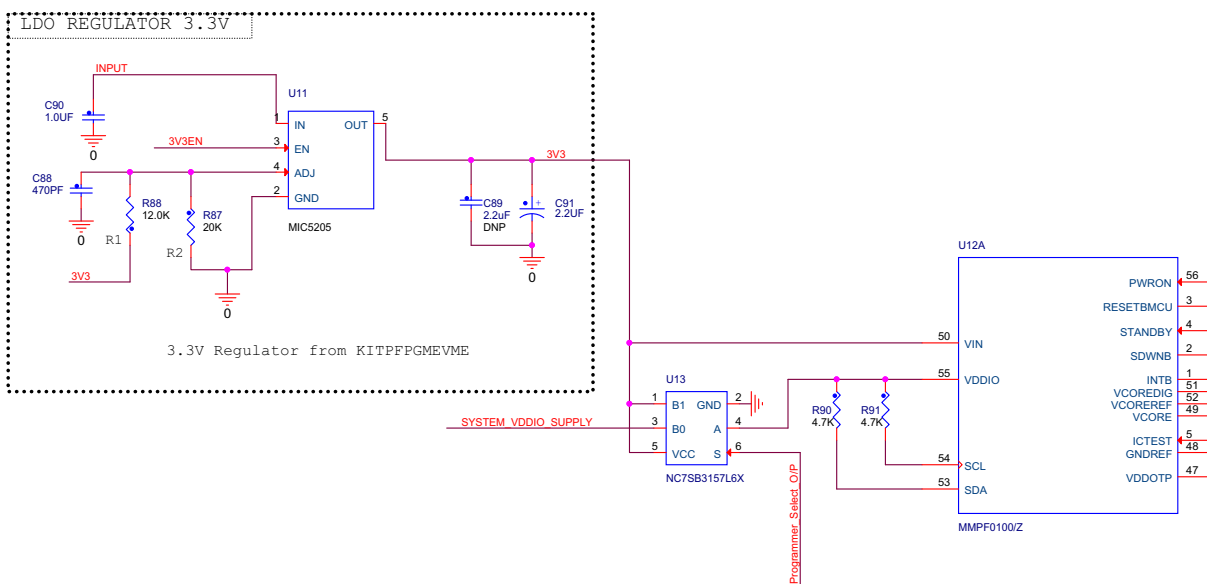 LDO REGULATOR 3.3V
INPUT
C90
1.0UF
0
3V3EN
C88
470PF
0
R88
12.0K
R1
R87
20K
R2
3V3
0
U11
1
IN
OUT
5
3
EN
4
ADJ
2
GND
MIC5205
3V3
C89
2.2uF
DNP
+
C91
2.2UF
0
3.3V Regulator from KITPFPGMEVME
U13
1
B1
GND
2
3
B0
A
4
5
VCC
S
6
NC7SB3157L6X
SYSTEM_VDDIO_SUPPLY
Programmer_Select_O/P
R90
4.7K
R91
4.7K
U12A
50
VIN
55
VDDIO
54
SCL
53
SDA
PWRON
56
RESETBMCU
3
STANDBY
4
SDWNB
2
INTB
1
VCOREDIG
51
VCOREREF
52
VCORE
49
ICTEST
5
GNDREF
48
VDDOTP
47
MMPF0100/Z